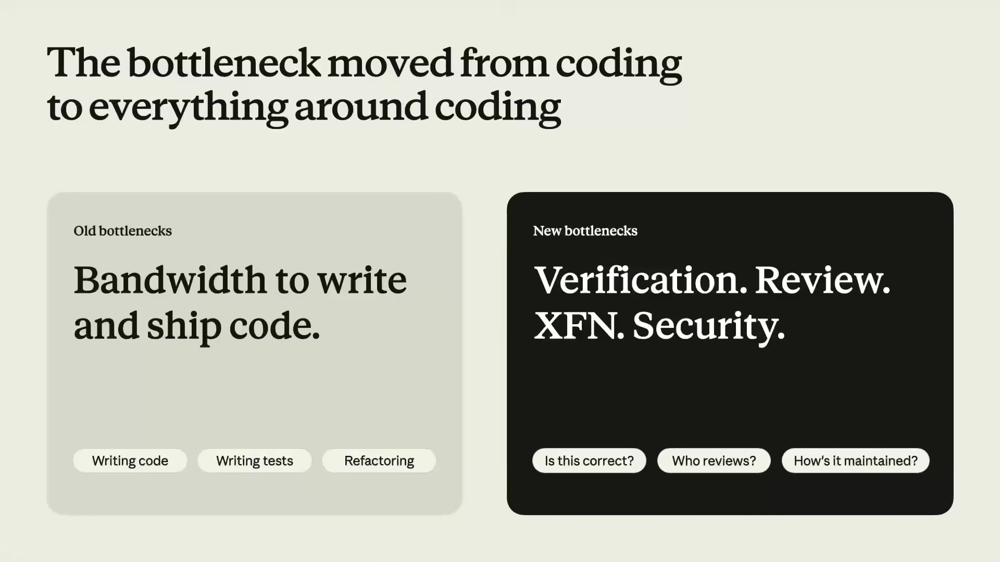 The bottleneck moved from coding
to everything around coding
Old bottlenecks
Bandwidth to write
and ship code.
Writing code
Writing tests
Refactoring
New bottlenecks
Verification. Review.
XFN. Security.
Is this correct?
Who reviews?
How's it maintained?